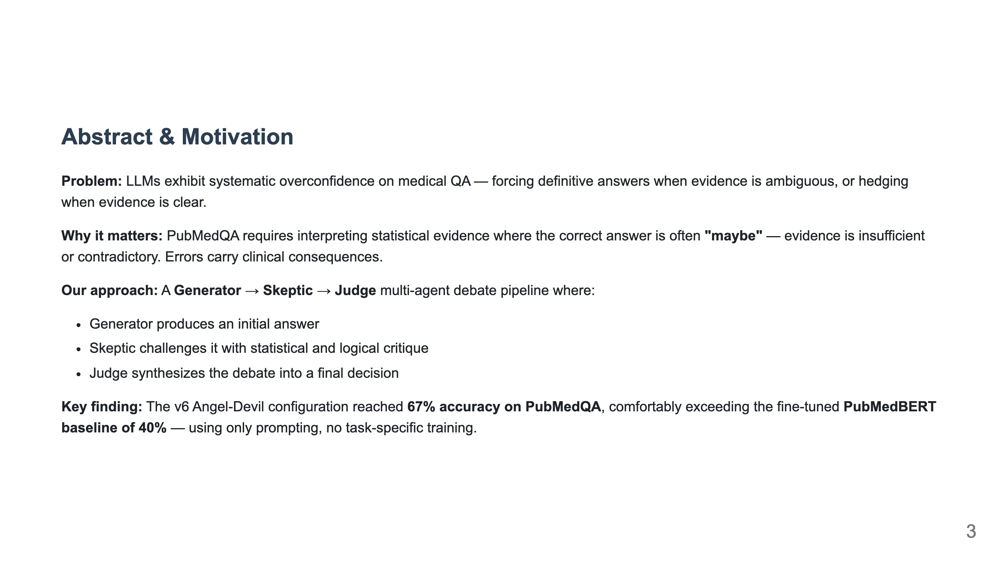 Abstract & Motivation
Problem: LLMs exhibit systematic overconfidence on medical QA — forcing definitive answers when evidence is ambiguous, or hedging
when evidence is clear.
Why it matters: PubMedQA requires interpreting statistical evidence where the correct answer is often "maybe" — evidence is insufficient
or contradictory. Errors carry clinical consequences.
Our approach: A Generator → Skeptic → Judge multi-agent debate pipeline where:
• Generator produces an initial answer
• Skeptic challenges it with statistical and logical critique
• Judge synthesizes the debate into a final decision
Key finding: The v6 Angel-Devil configuration reached 67% accuracy on PubMedQA, comfortably exceeding the fine-tuned PubMedBERT
baseline of 40% — using only prompting, no task-specific training.
3